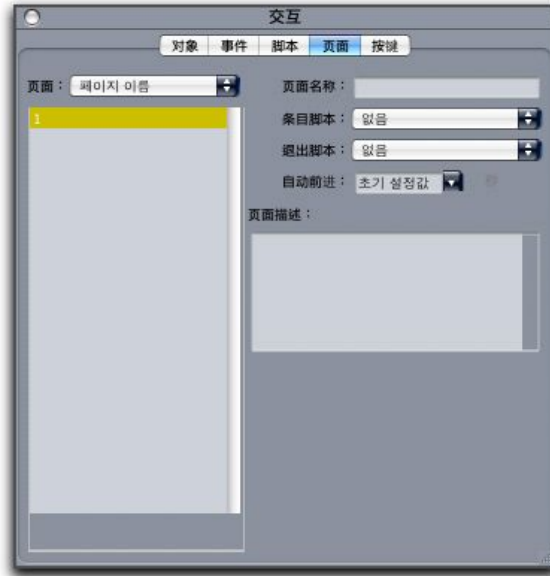 交互
对象 事件 脚本 页面 按键
页面： 페이지 이름
1
页面名称：
条目脚本： 없음
退出脚本： 없음
自动前进： 초기 설정값
页面描述：